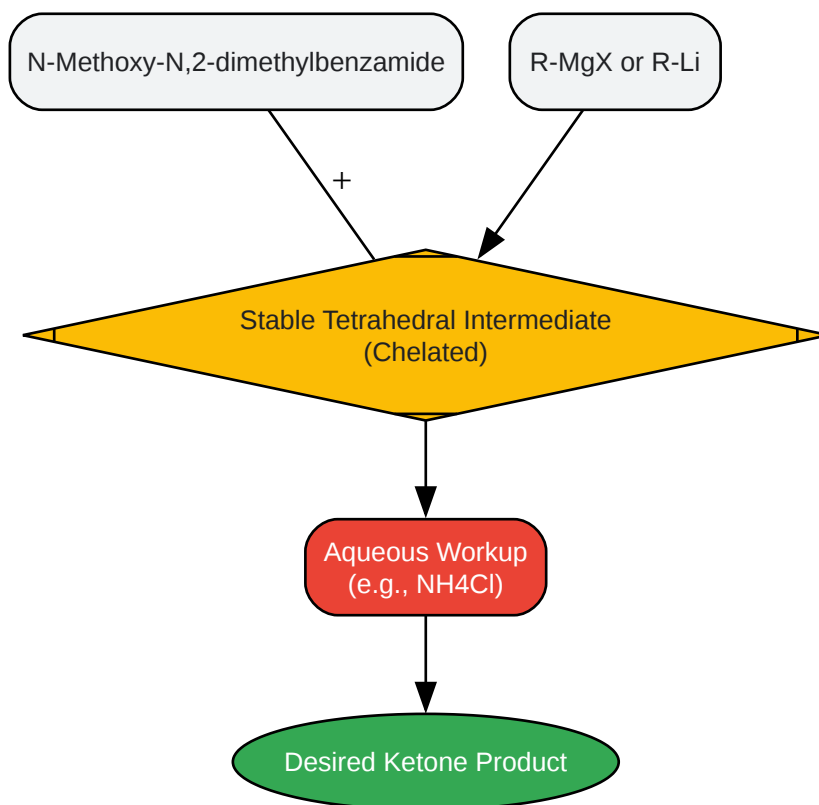 N-Methoxy-N,2-dimethylbenzamide
R-MgX or R-Li
+
Stable Tetrahedral Intermediate
(Chelated)
Aqueous Workup
(e.g., NH4Cl)
Desired Ketone Product